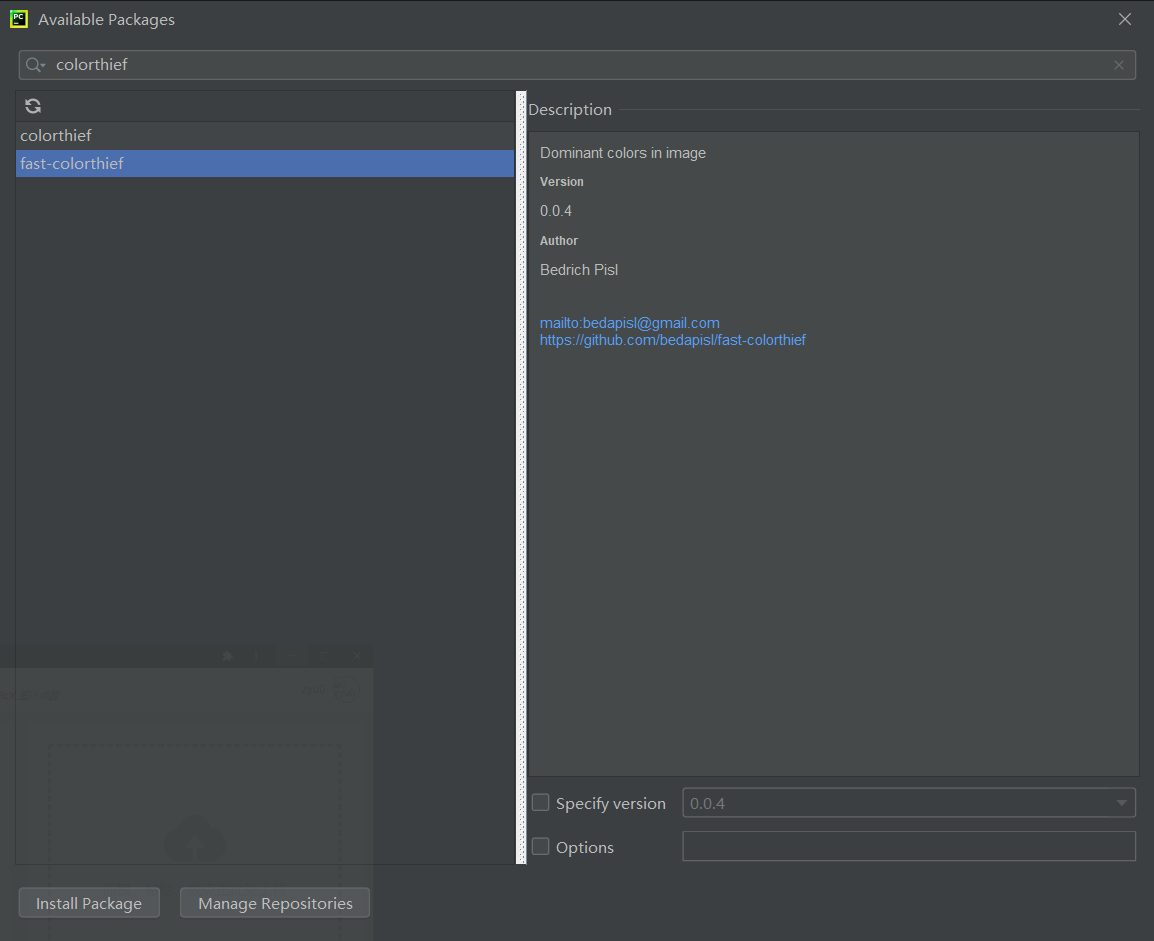 Available Packages
colorthief
colorthief
fast-colorthief
Description
Dominant colors in image
Version
0.0.4
Author
Bedrich Pisl
mailto:bedapisl@gmail.com
https://github.com/bedapisl/fast-colorthief
Specify version
0.0.4
Options
Install Package
Manage Repositories